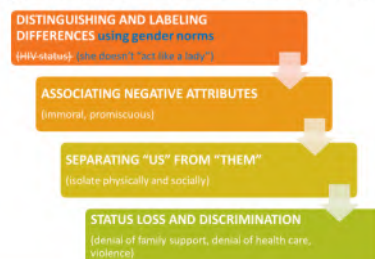 DISTINGUISHING AND LABELING
DIFFERENCES using gender norms
(HIV status) (she doesn't "act like a lady")
ASSOCIATING NEGATIVE ATTRIBUTES
(immoral, promiscuous)
SEPARATING "US" FROM "THEM"
(isolate physically and socially)
STATUS LOSS AND DISCRIMINATION
(denial of family support, denial of health care,
violence)